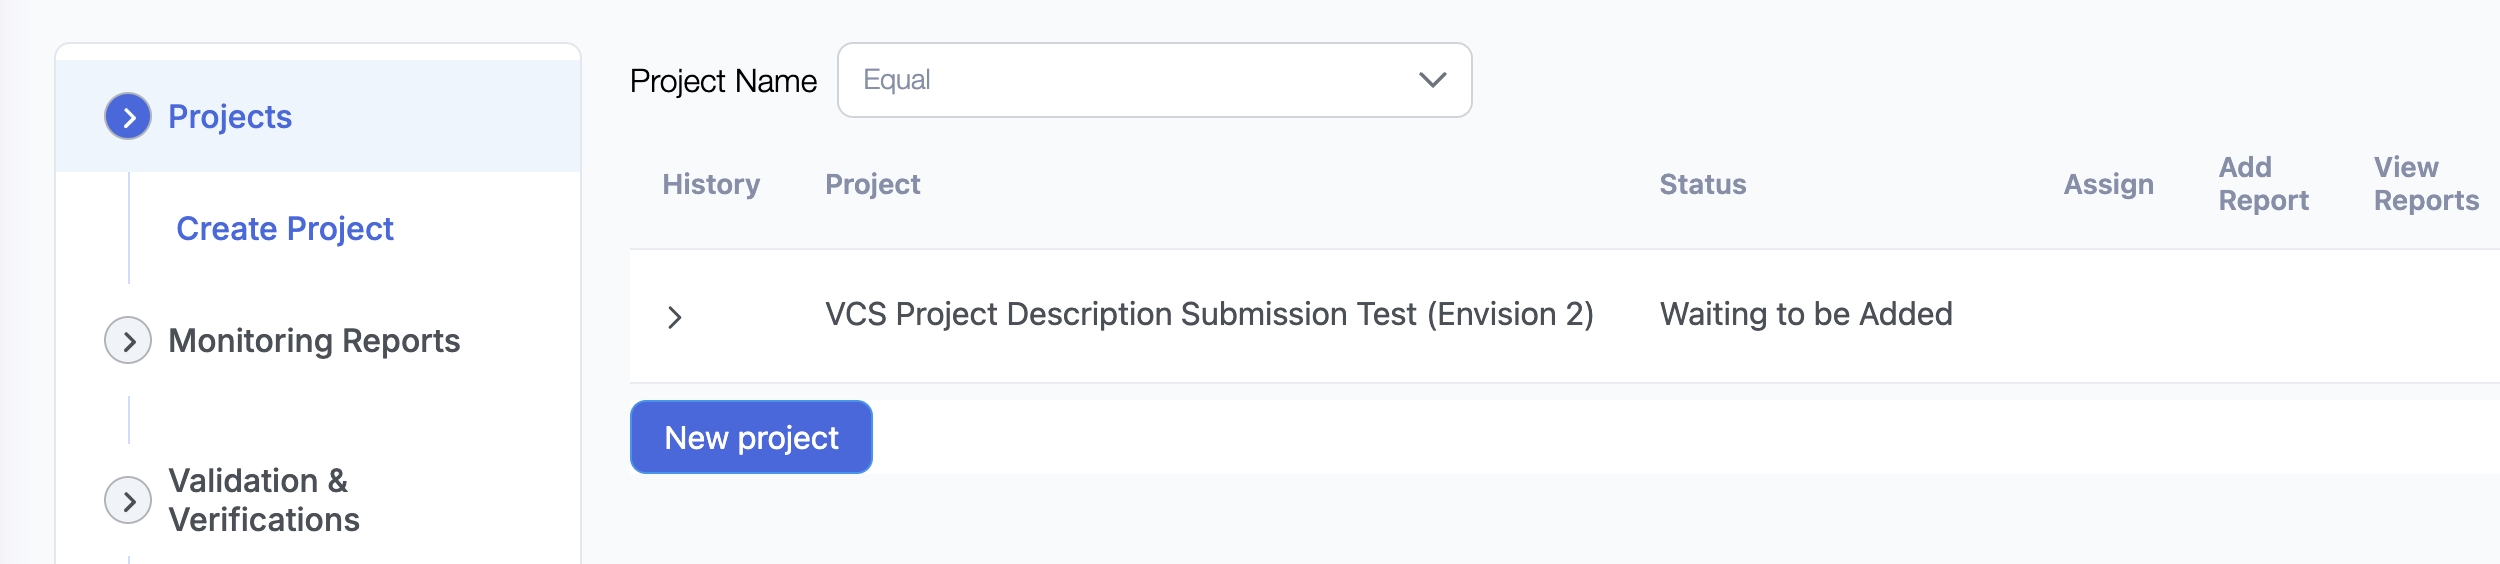 Projects
Create Project
Monitoring Reports
Validation &
Verifications
Project Name Equal
History Project Status Assign Add Report View Reports
VCS Project Description Submission Test (Envision 2) Waiting to be Added
New project